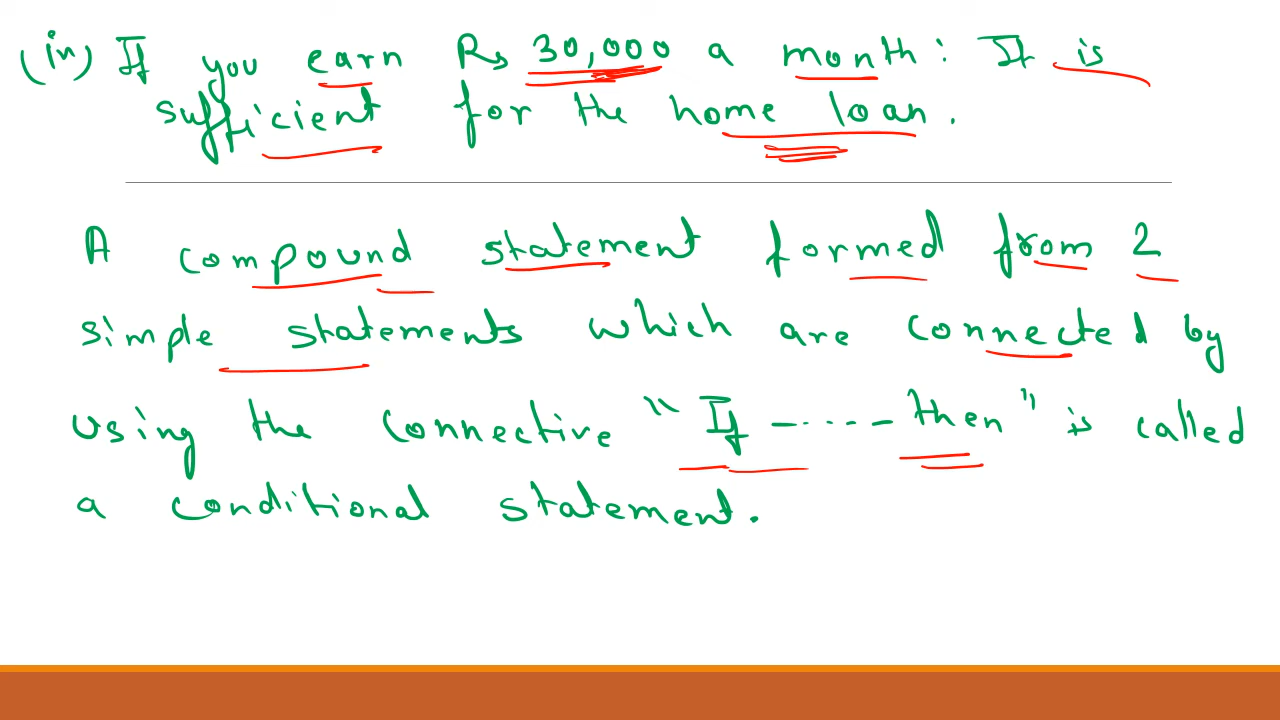 (iv) If you earn Rs 30,000 a month : It is
sufficient for the home loan.
A compound statement formed from 2
simple statements which are connected by
using the connective "If ------ then" is called
a conditional statement.